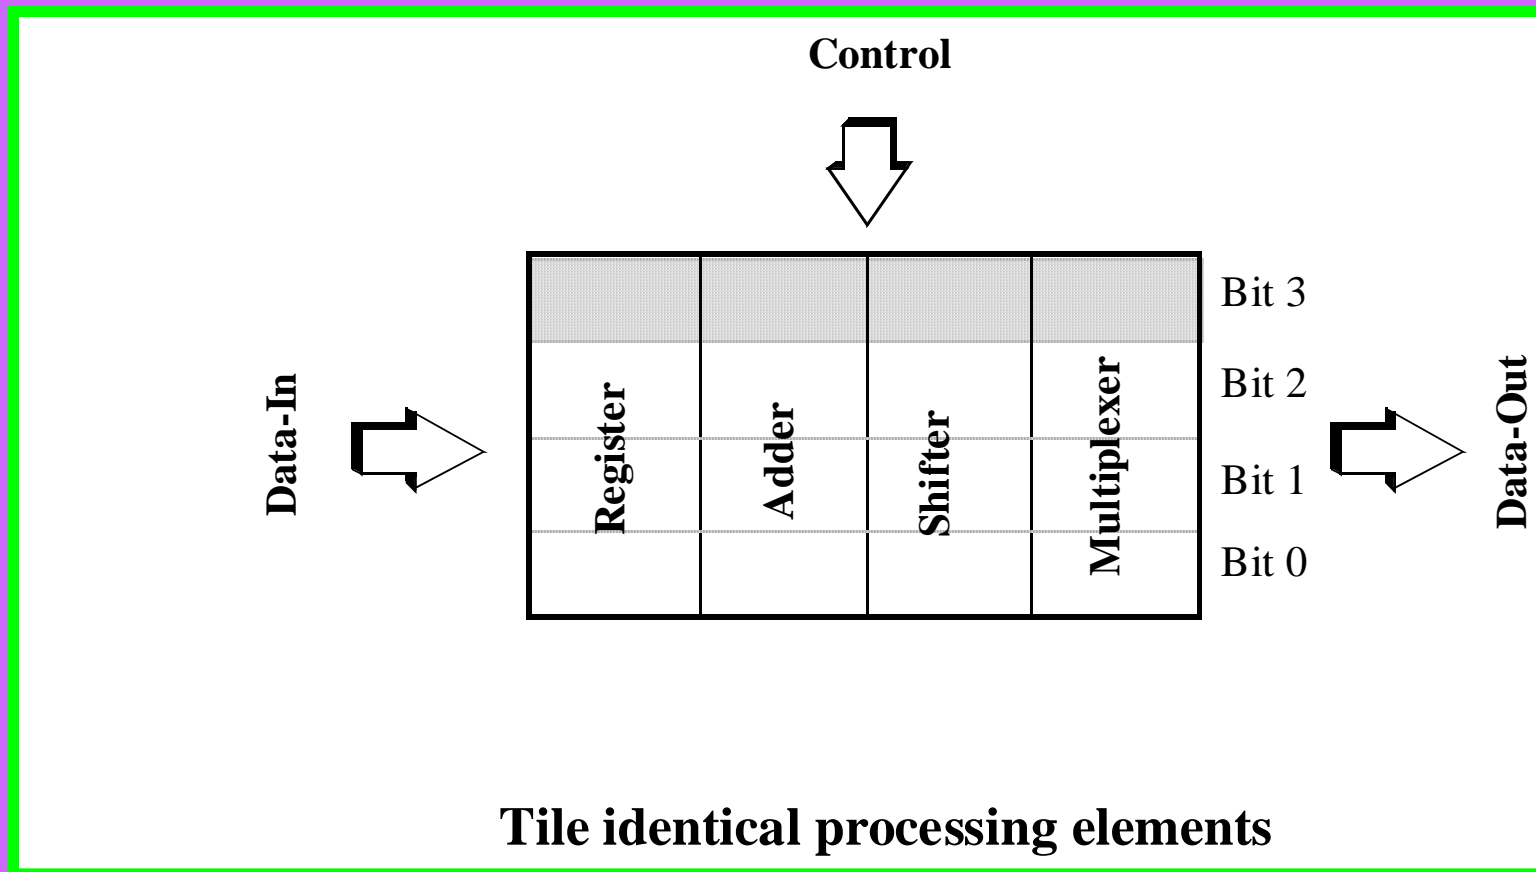 Control
Data-In
Register
Adder
Shifter
Multiplexer
Bit 3
Bit 2
Bit 1
Bit 0
Data-Out
Tile identical processing elements